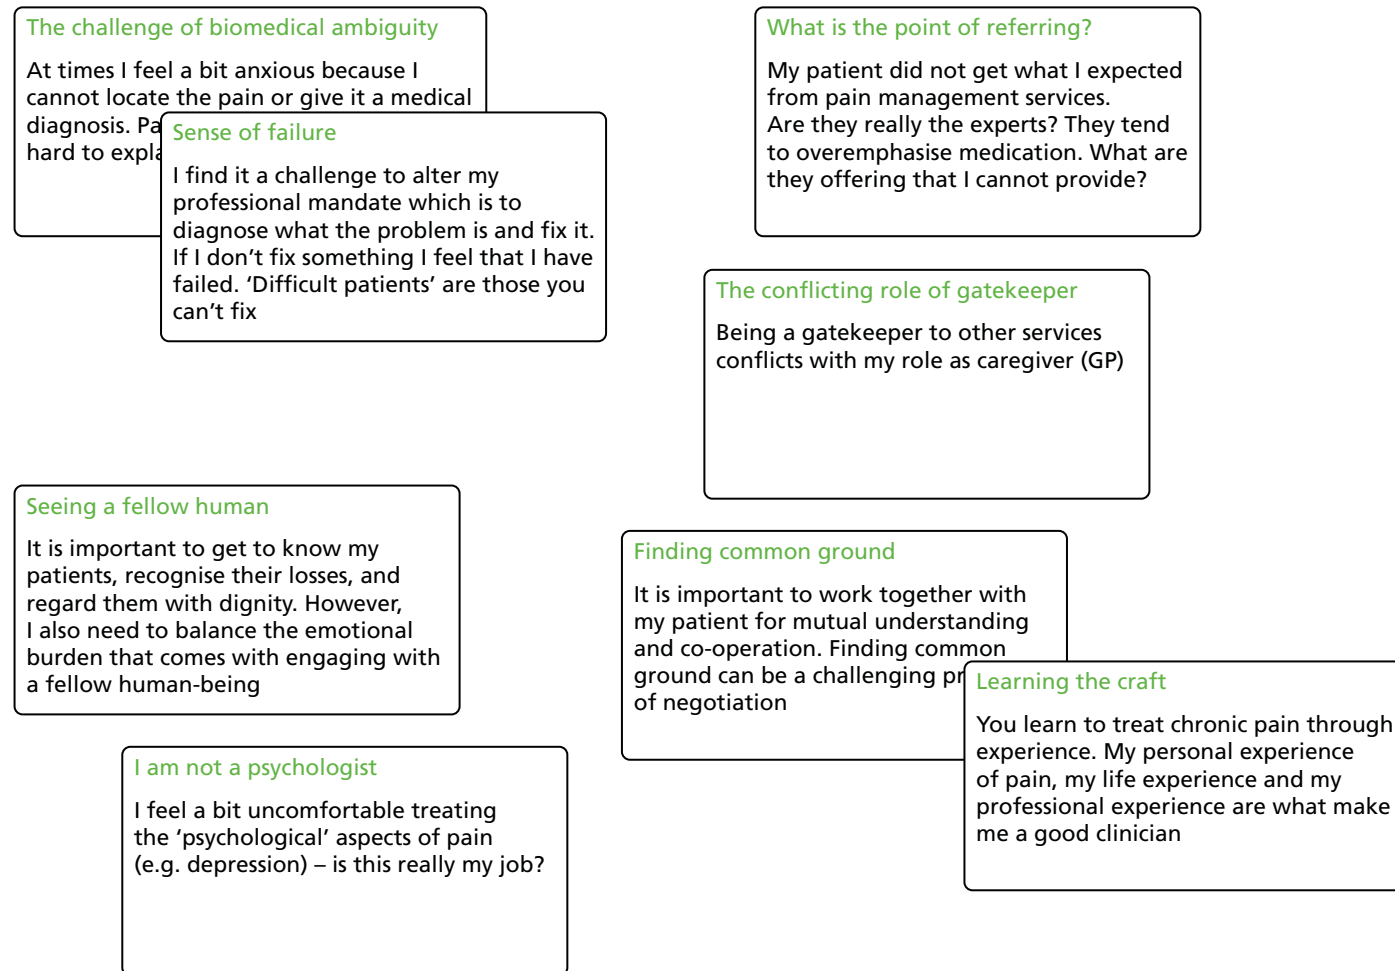 The challenge of biomedical ambiguity
At times I feel a bit anxious because I
cannot locate the pain or give it a medical
diagnosis.
hard to
Sense of failure
I find it a challenge to alter my
professional mandate which is to
diagnose what the problem is and fix it.
If I don’t fix something I feel that I have
failed. ‘Difficult patients’ are those you
can’t fix
What is the point of referring?
My patient did not get what I expected
from pain management services.
Are they really the experts? They tend
to overemphasise medication. What are
they offering that I cannot provide?
The conflicting role of gatekeeper
Being a gatekeeper to other services
conflicts with my role as caregiver (GP)
Seeing a fellow human
It is important to get to know my
patients, recognise their losses, and
regard them with dignity. However,
I also need to balance the emotional
burden that comes with engaging with
a fellow human-being
Finding common ground
It is important to work together with
my patient for mutual understanding
and co-operation. Finding common
ground can be a challenging
of negotiation
Learning the craft
You learn to treat chronic pain through
experience. My personal experience
of pain, my life experience and my
professional experience are what make
me a good clinician
I am not a psychologist
I feel a bit uncomfortable treating
the ‘psychological’ aspects of pain
(e.g. depression) – is this really my job?